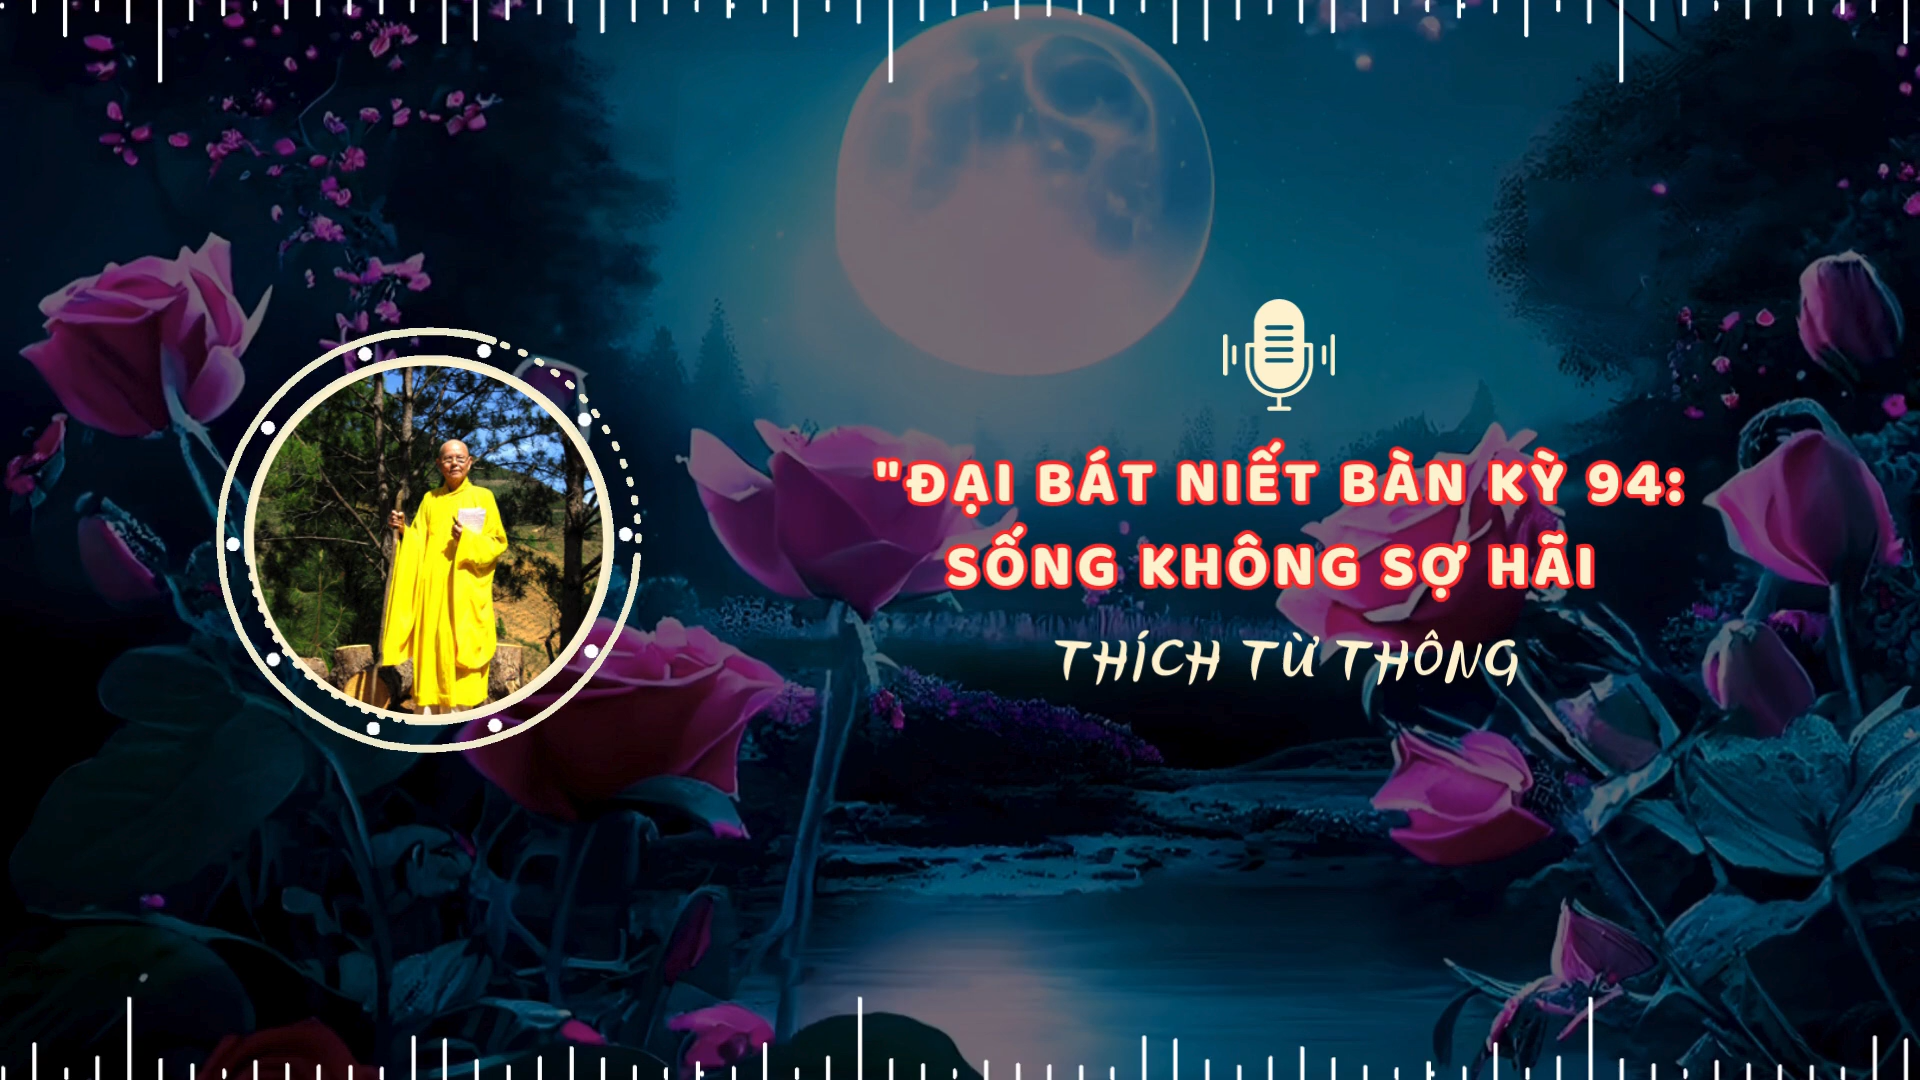 "ĐẠI BÁT NIẾT BÀN KỲ 94:
SỐNG KHÔNG SỢ HÃI
THÍCH TỪ THÔNG